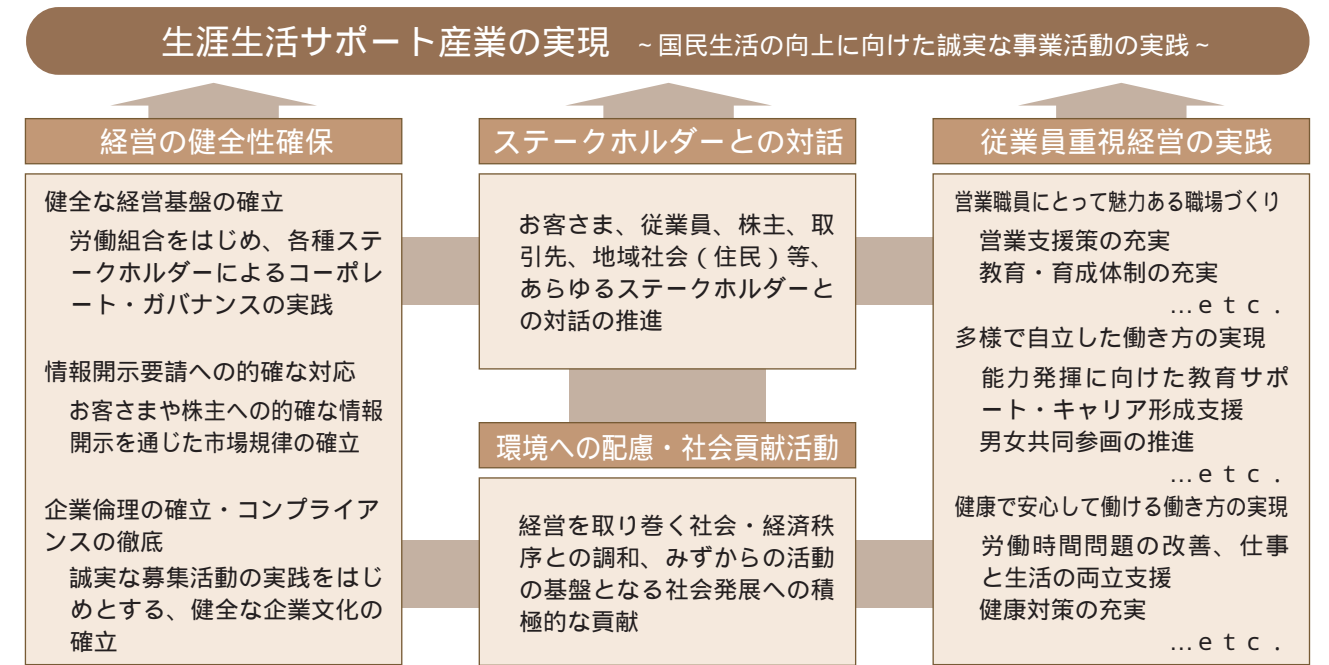 生涯生活サポート産業の実現 ~国民生活の向上に向けた誠実な事業活動の実践~
経営の健全性確保
健全な経営基盤の確立
労働組合をはじめ、各種ステ
ークホルダーによるコーポレ
ート・ガバナンスの実践
情報開示要請への的確な対応
お客さまや株主への的確な情報
開示を通じた市場規律の確立
企業倫理の確立・コンプライア
ンスの徹底
誠実な募集活動の実践をはじ
めとする、健全な企業文化の
確立
ステークホルダーとの対話
お客さま、従業員、株主、取
引先、地域社会(住民)等、
あらゆるステークホルダーと
の対話の推進
環境への配慮・社会貢献活動
経営を取り巻く社会・経済秩
序との調和、みずからの活動
の基盤となる社会発展への積
極的な貢献
従業員重視経営の実践
営業職員にとって魅力ある職場づくり
営業支援策の充実
教育・育成体制の充実
…etc.
多様で自立した働き方の実現
能力発揮に向けた教育サポ
ート・キャリア形成支援
男女共同参画の推進
…etc.
健康で安心して働ける働き方の実現
労働時間問題の改善、仕事
と生活の両立支援
健康対策の充実
…etc.